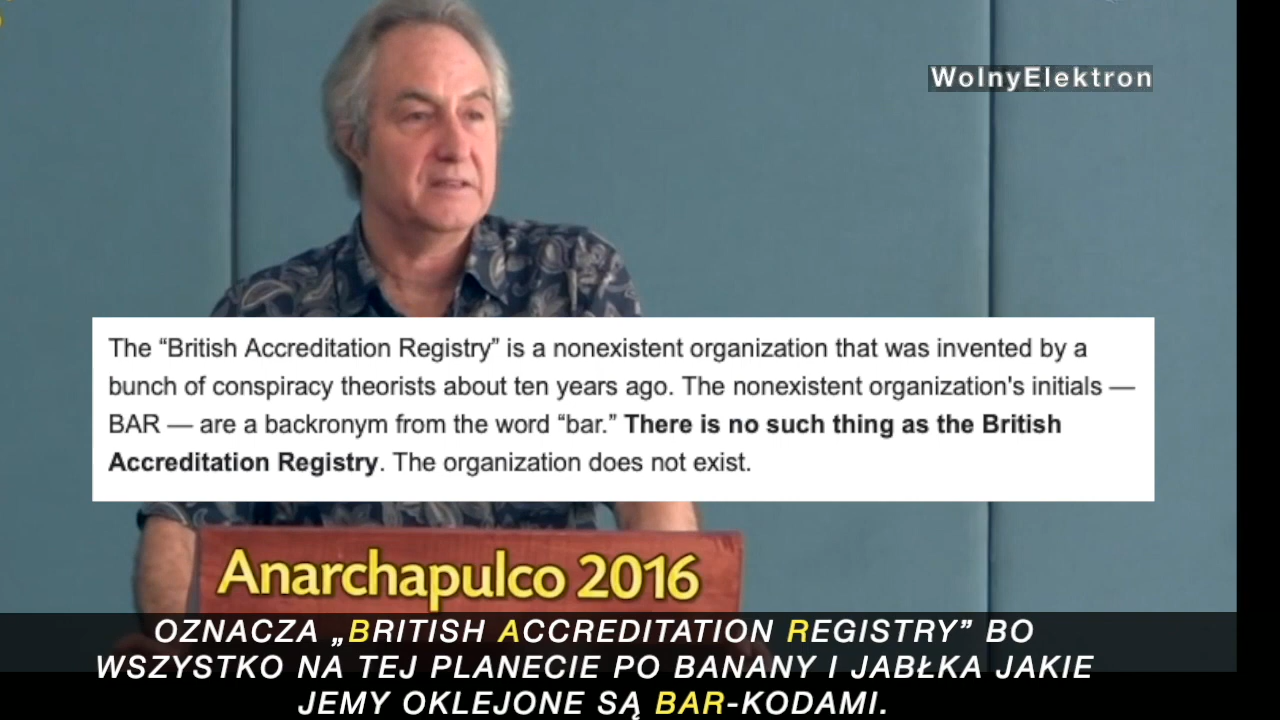 WolnyElektron
The “British Accreditation Registry” is a nonexistent organization that was invented by a
bunch of conspiracy theorists about ten years ago. The nonexistent organization's initials —
BAR — are a backronym from the word “bar.” There is no such thing as the British
Accreditation Registry. The organization does not exist.
Anarchapulco 2016
OZNACZA „BRITISH ACCREDITATION REGISTRY” BO
WSZYSTKO NA TEJ PLANECIE PO BANANY I JABŁKA JAKIE
JEMY OKLEJONE SĄ BAR-KODAMI.